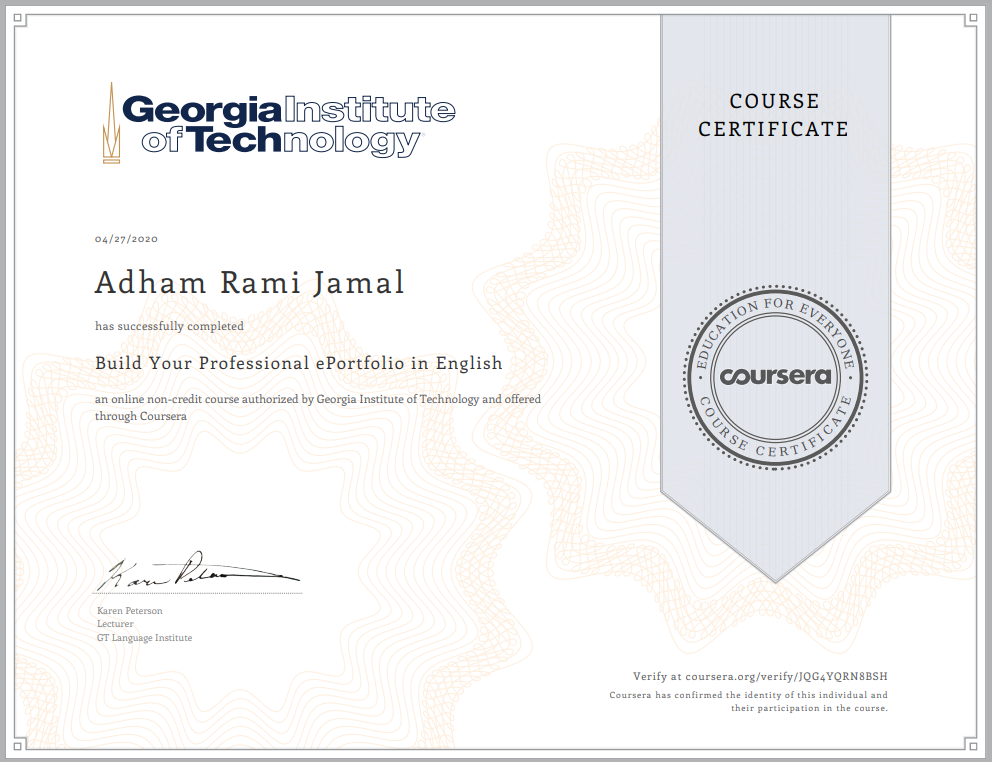 Georgia Institute
of Technology
COURSE
CERTIFICATE
04/27/2020
Adham Rami Jamal
has successfully completed
Build Your Professional ePortfolio in English
an online non-credit course authorized by Georgia Institute of Technology and offered
through Coursera
EDUCATION FOR EVERYONE
coursera
COURSE CERTIFICATE
Karen Peterson
Lecturer
GT Language Institute
Verify at coursera.org/verify/JQG4YQRN8BSH
Coursera has confirmed the identity of this individual and
their participation in the course.